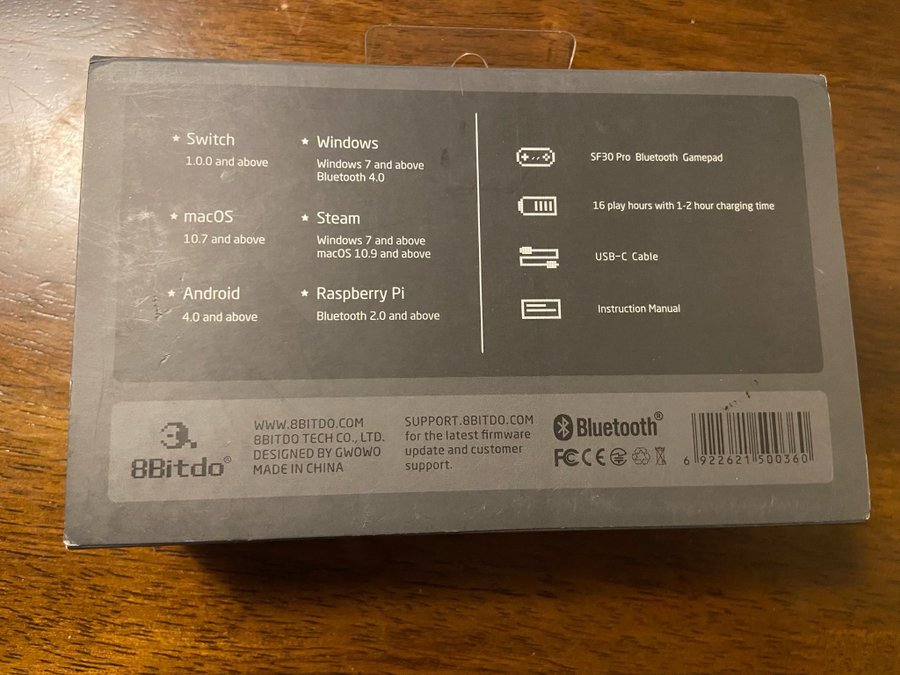 Switch
1.0.0 and above
Windows
Windows 7 and above
Bluetooth 4.0
macOS
10.7 and above
Steam
Windows 7 and above
macOS 10.9 and above
Android
4.0 and above
Raspberry Pi
Bluetooth 2.0 and above
SF30 Pro Bluetooth Gamepad
16 play hours with 1-2 hour charging time
USB-C Cable
Instruction Manual
8Bitdo®
WWW.8BITDO.COM
8BITDO TECH CO., LTD.
DESIGNED BY GWOWO
MADE IN CHINA
SUPPORT.8BITDO.COM
for the latest firmware
update and customer
support.
Bluetooth®
FC CE
6 922621 500360